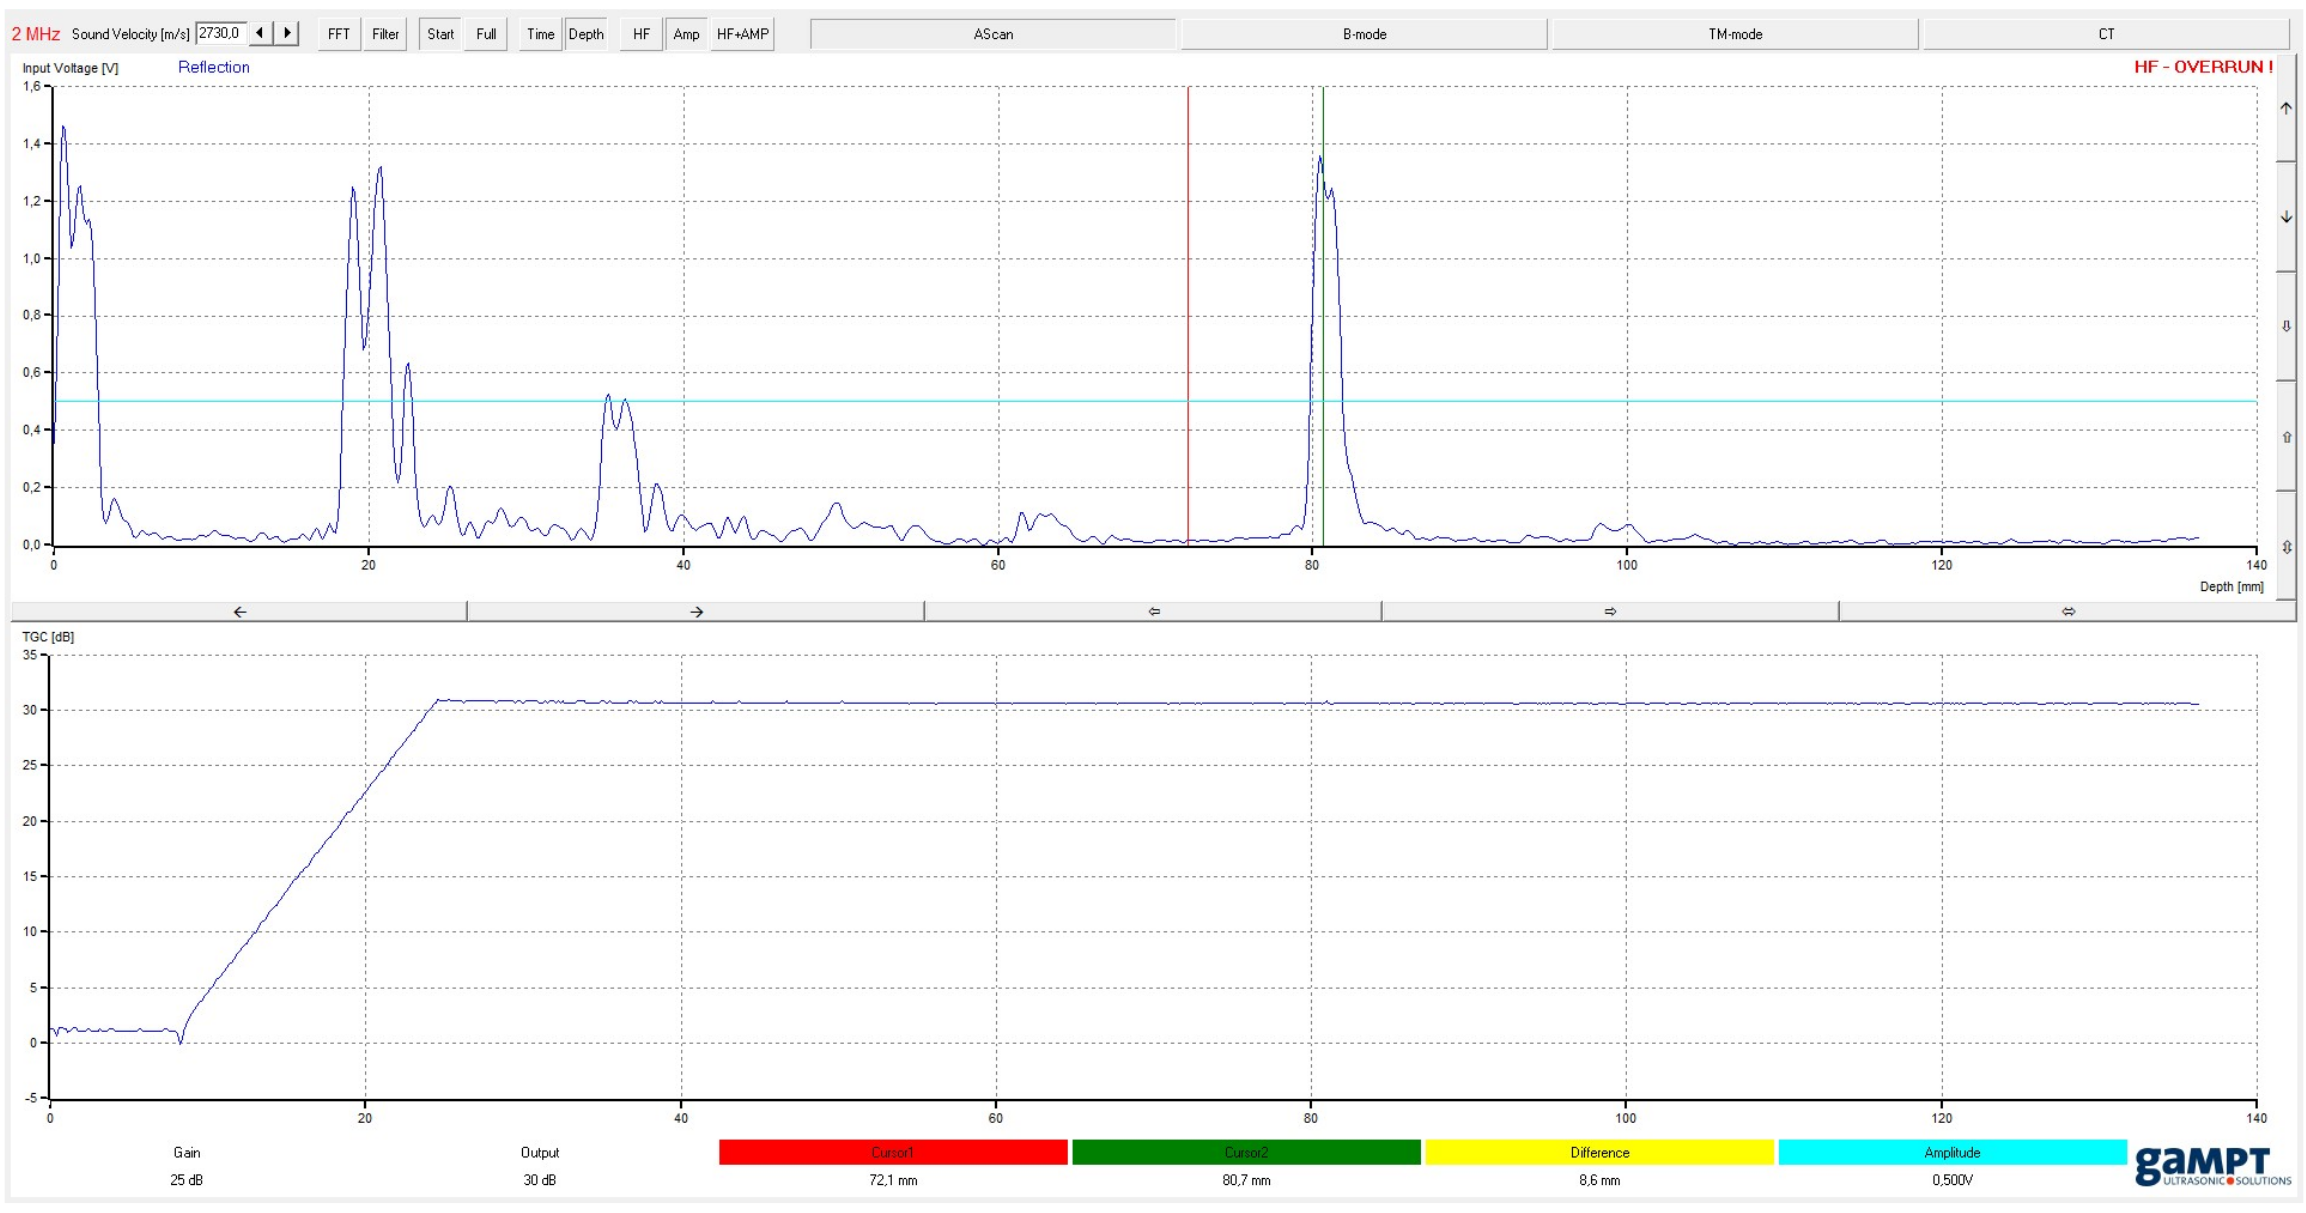 2 MHz Sound Velocity [m/s] 2730,0 FFT Filter Start Full Time Depth HF Amp HF+AMP AScan B-mode TM-mode CT
Input Voltage [V] Reflection HF - OVERRUN !
1,6
1,4
1,2
1,0
0,8
0,6
0,4
0,2
0,0
0 20 40 60 80 100 120 140
Depth [mm]
TGC [dB]
35
30
25
20
15
10
5
0
-5
0 20 40 60 80 100 120 140
Gain Output Cursor1 Cursor2 Difference Amplitude
25 dB 30 dB 72,1 mm 80,7 mm 8,6 mm 0,500V
gAMPT
ULTRASONIC SOLUTIONS